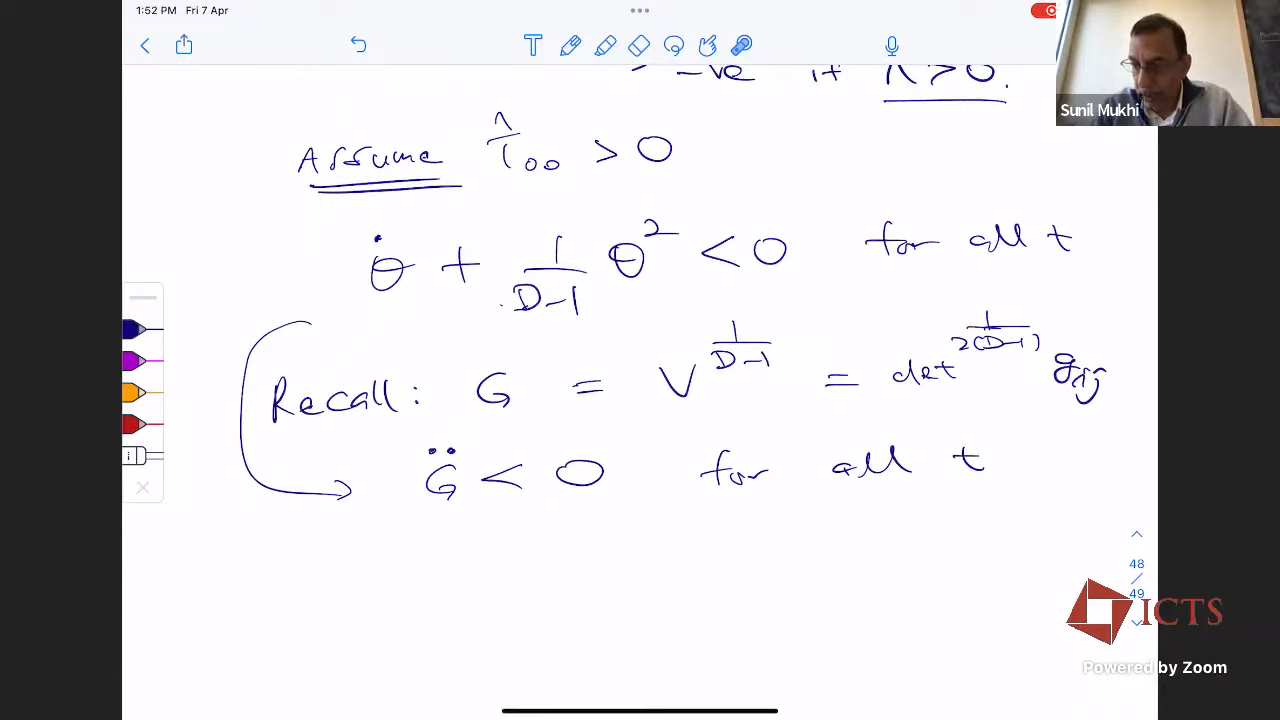 1:52 PM Fri 7 Apr
-ve if Λ > 0.
Sunil Mukhi
Assume T̂₀₀ > 0
θ̇ + 1/(D-1) θ² < 0 for all t
Recall: G = V^(1/(D-1)) = det^(1/(2(D-1))) gᵢⱼ
G̈ < 0 for all t
48
/
49
ICTS
Powered by Zoom